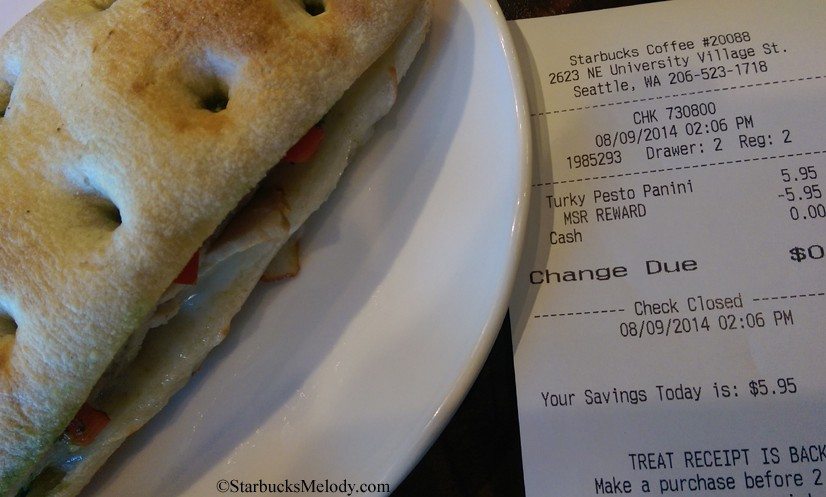 Starbucks Coffee #20088
2623 NE University Village St.
Seattle, WA 206-523-1718
CHK 730800
08/09/2014 02:06 PM
1985293 Drawer: 2 Reg: 2
Turky Pesto Panini 5.95
MSR REWARD -5.95
Cash 0.00
Change Due $0
Check Closed
08/09/2014 02:06 PM
Your Savings Today is: $5.95
TREAT RECEIPT IS BACK
Make a purchase before 2
©StarbucksMelody.com